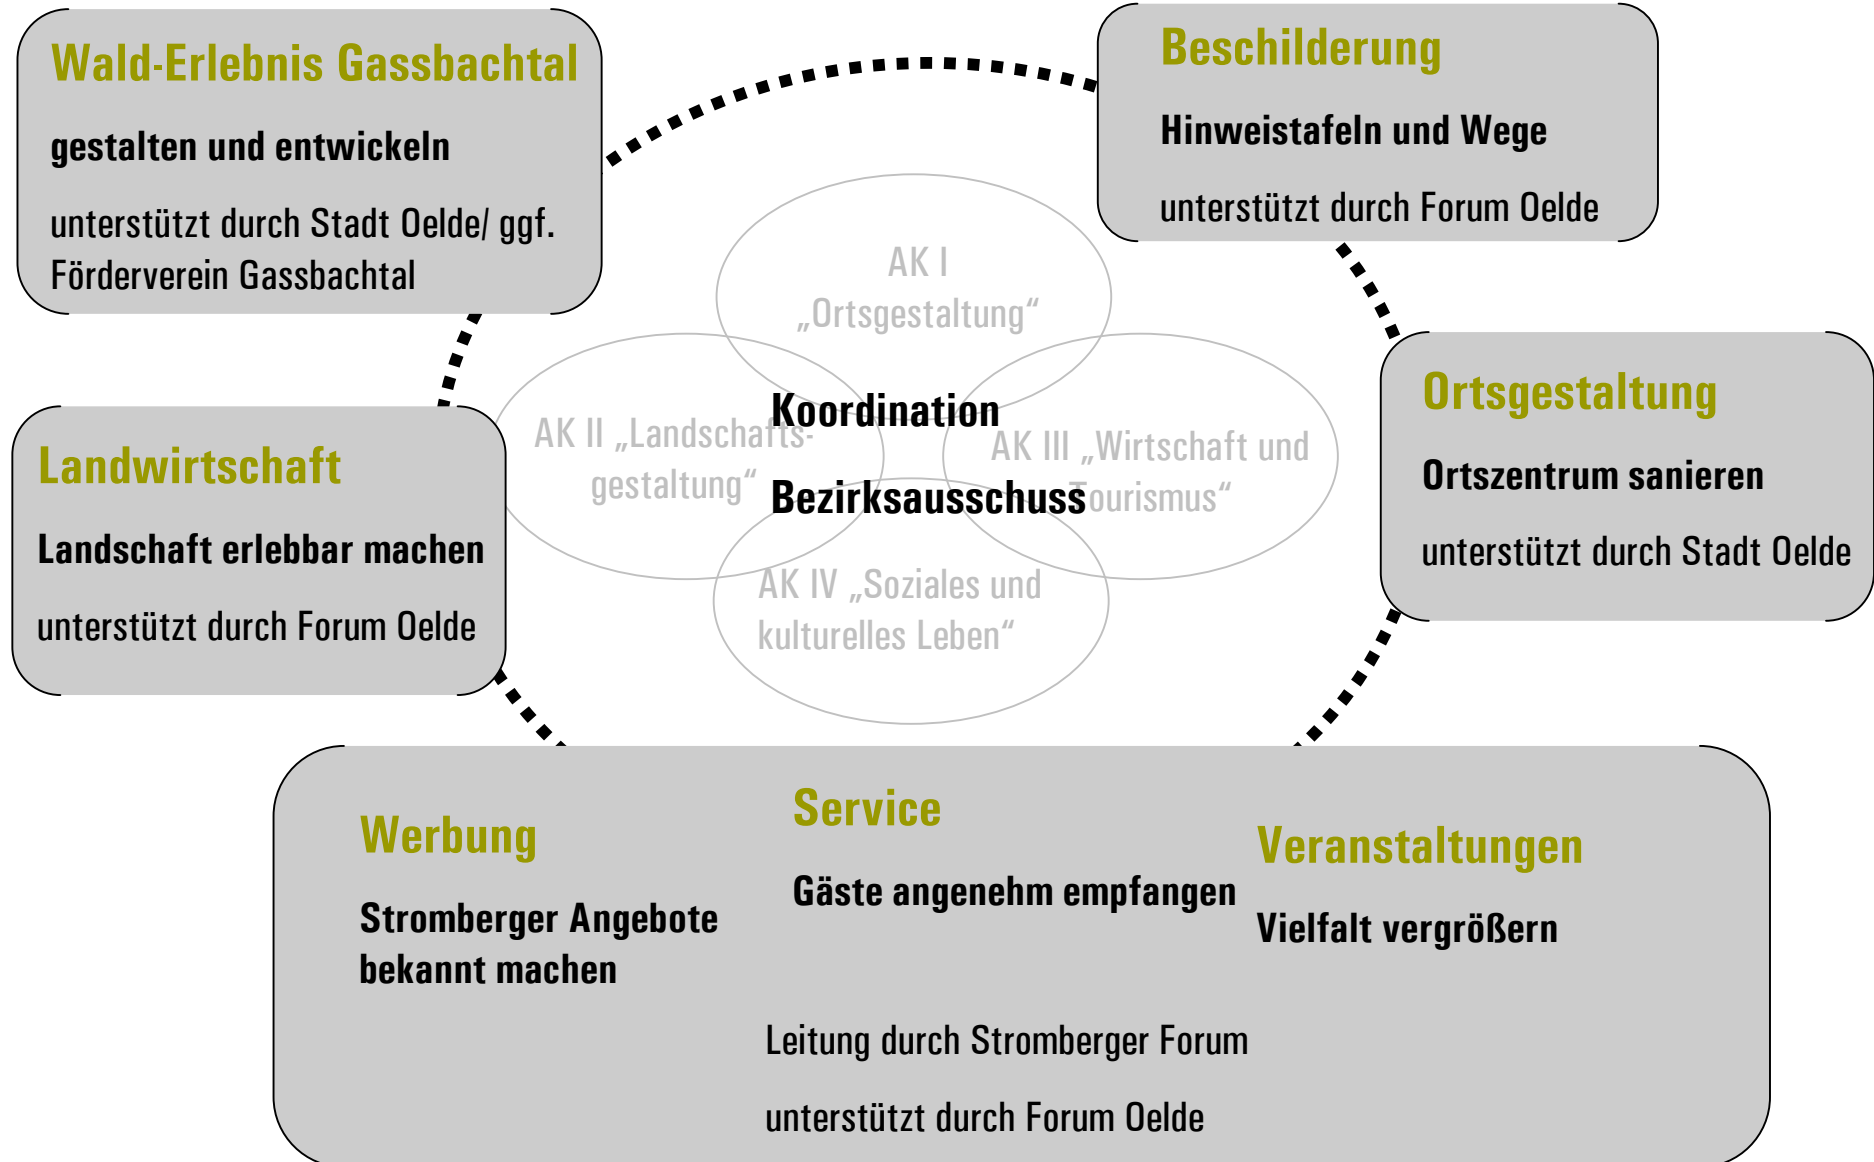 Wald-Erlebnis Gassbachtal
gestalten und entwickeln
unterstützt durch Stadt Oelde/ ggf.
Förderverein Gassbachtal
Beschilderung
Hinweistafeln und Wege
unterstützt durch Forum Oelde
AK I
„Ortsgestaltung“
Koordination
Bezirksausschuss
AK II „Landschafts-
gestaltung“
AK III „Wirtschaft und
Tourismus“
AK IV „Soziales und
kulturelles Leben“
Ortsgestaltung
Ortszentrum sanieren
unterstützt durch Stadt Oelde
Landwirtschaft
Landschaft erlebbar machen
unterstützt durch Forum Oelde
Werbung
Stromberger Angebote
bekannt machen
Service
Gäste angenehm empfangen
Veranstaltungen
Vielfalt vergrößern
Leitung durch Stromberger Forum
unterstützt durch Forum Oelde